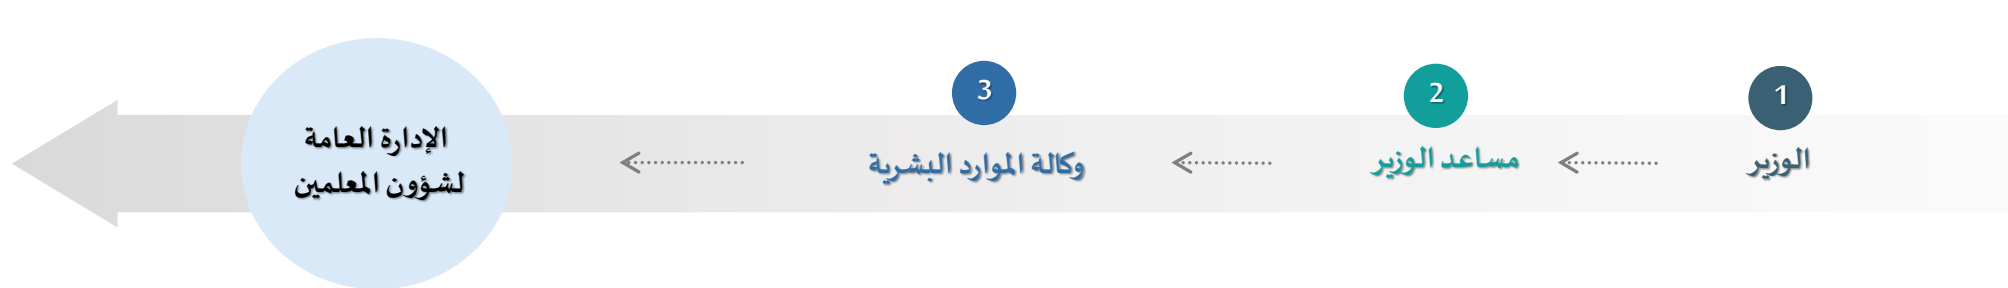 1
الوزير
2
مساعد الوزير
3
وكالة الموارد البشرية
الإدارة العامة
لشؤون المعلمين